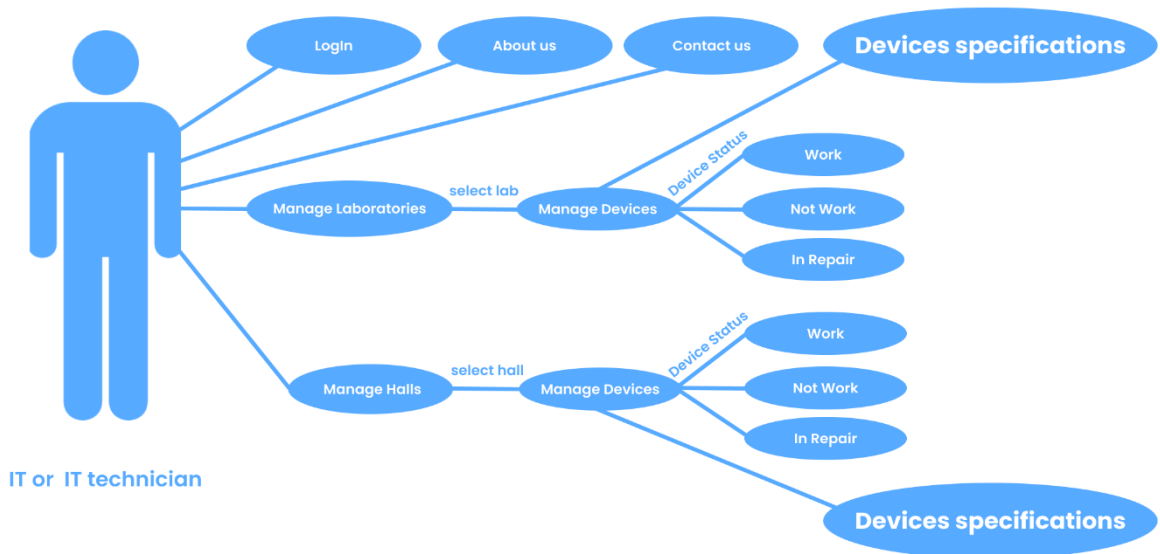 LogIn
About us
Contact us
Devices specifications
Device Status
Work
select lab
Manage Laboratories
Manage Devices
Not Work
In Repair
Device Status
Work
select hall
Manage Halls
Manage Devices
Not Work
In Repair
IT or IT technician
Devices specifications